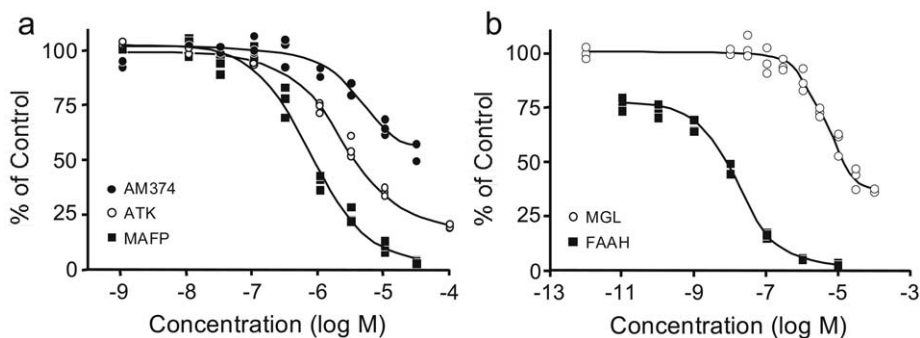 a
% of Control
100
75
50
25
0
AM374
ATK
MAFP
-9
-8
-7
-6
-5
-4
Concentration (log M)
b
% of Control
125
100
75
50
25
0
MGL
FAAH
-13
-11
-9
-7
-5
-3
Concentration (log M)